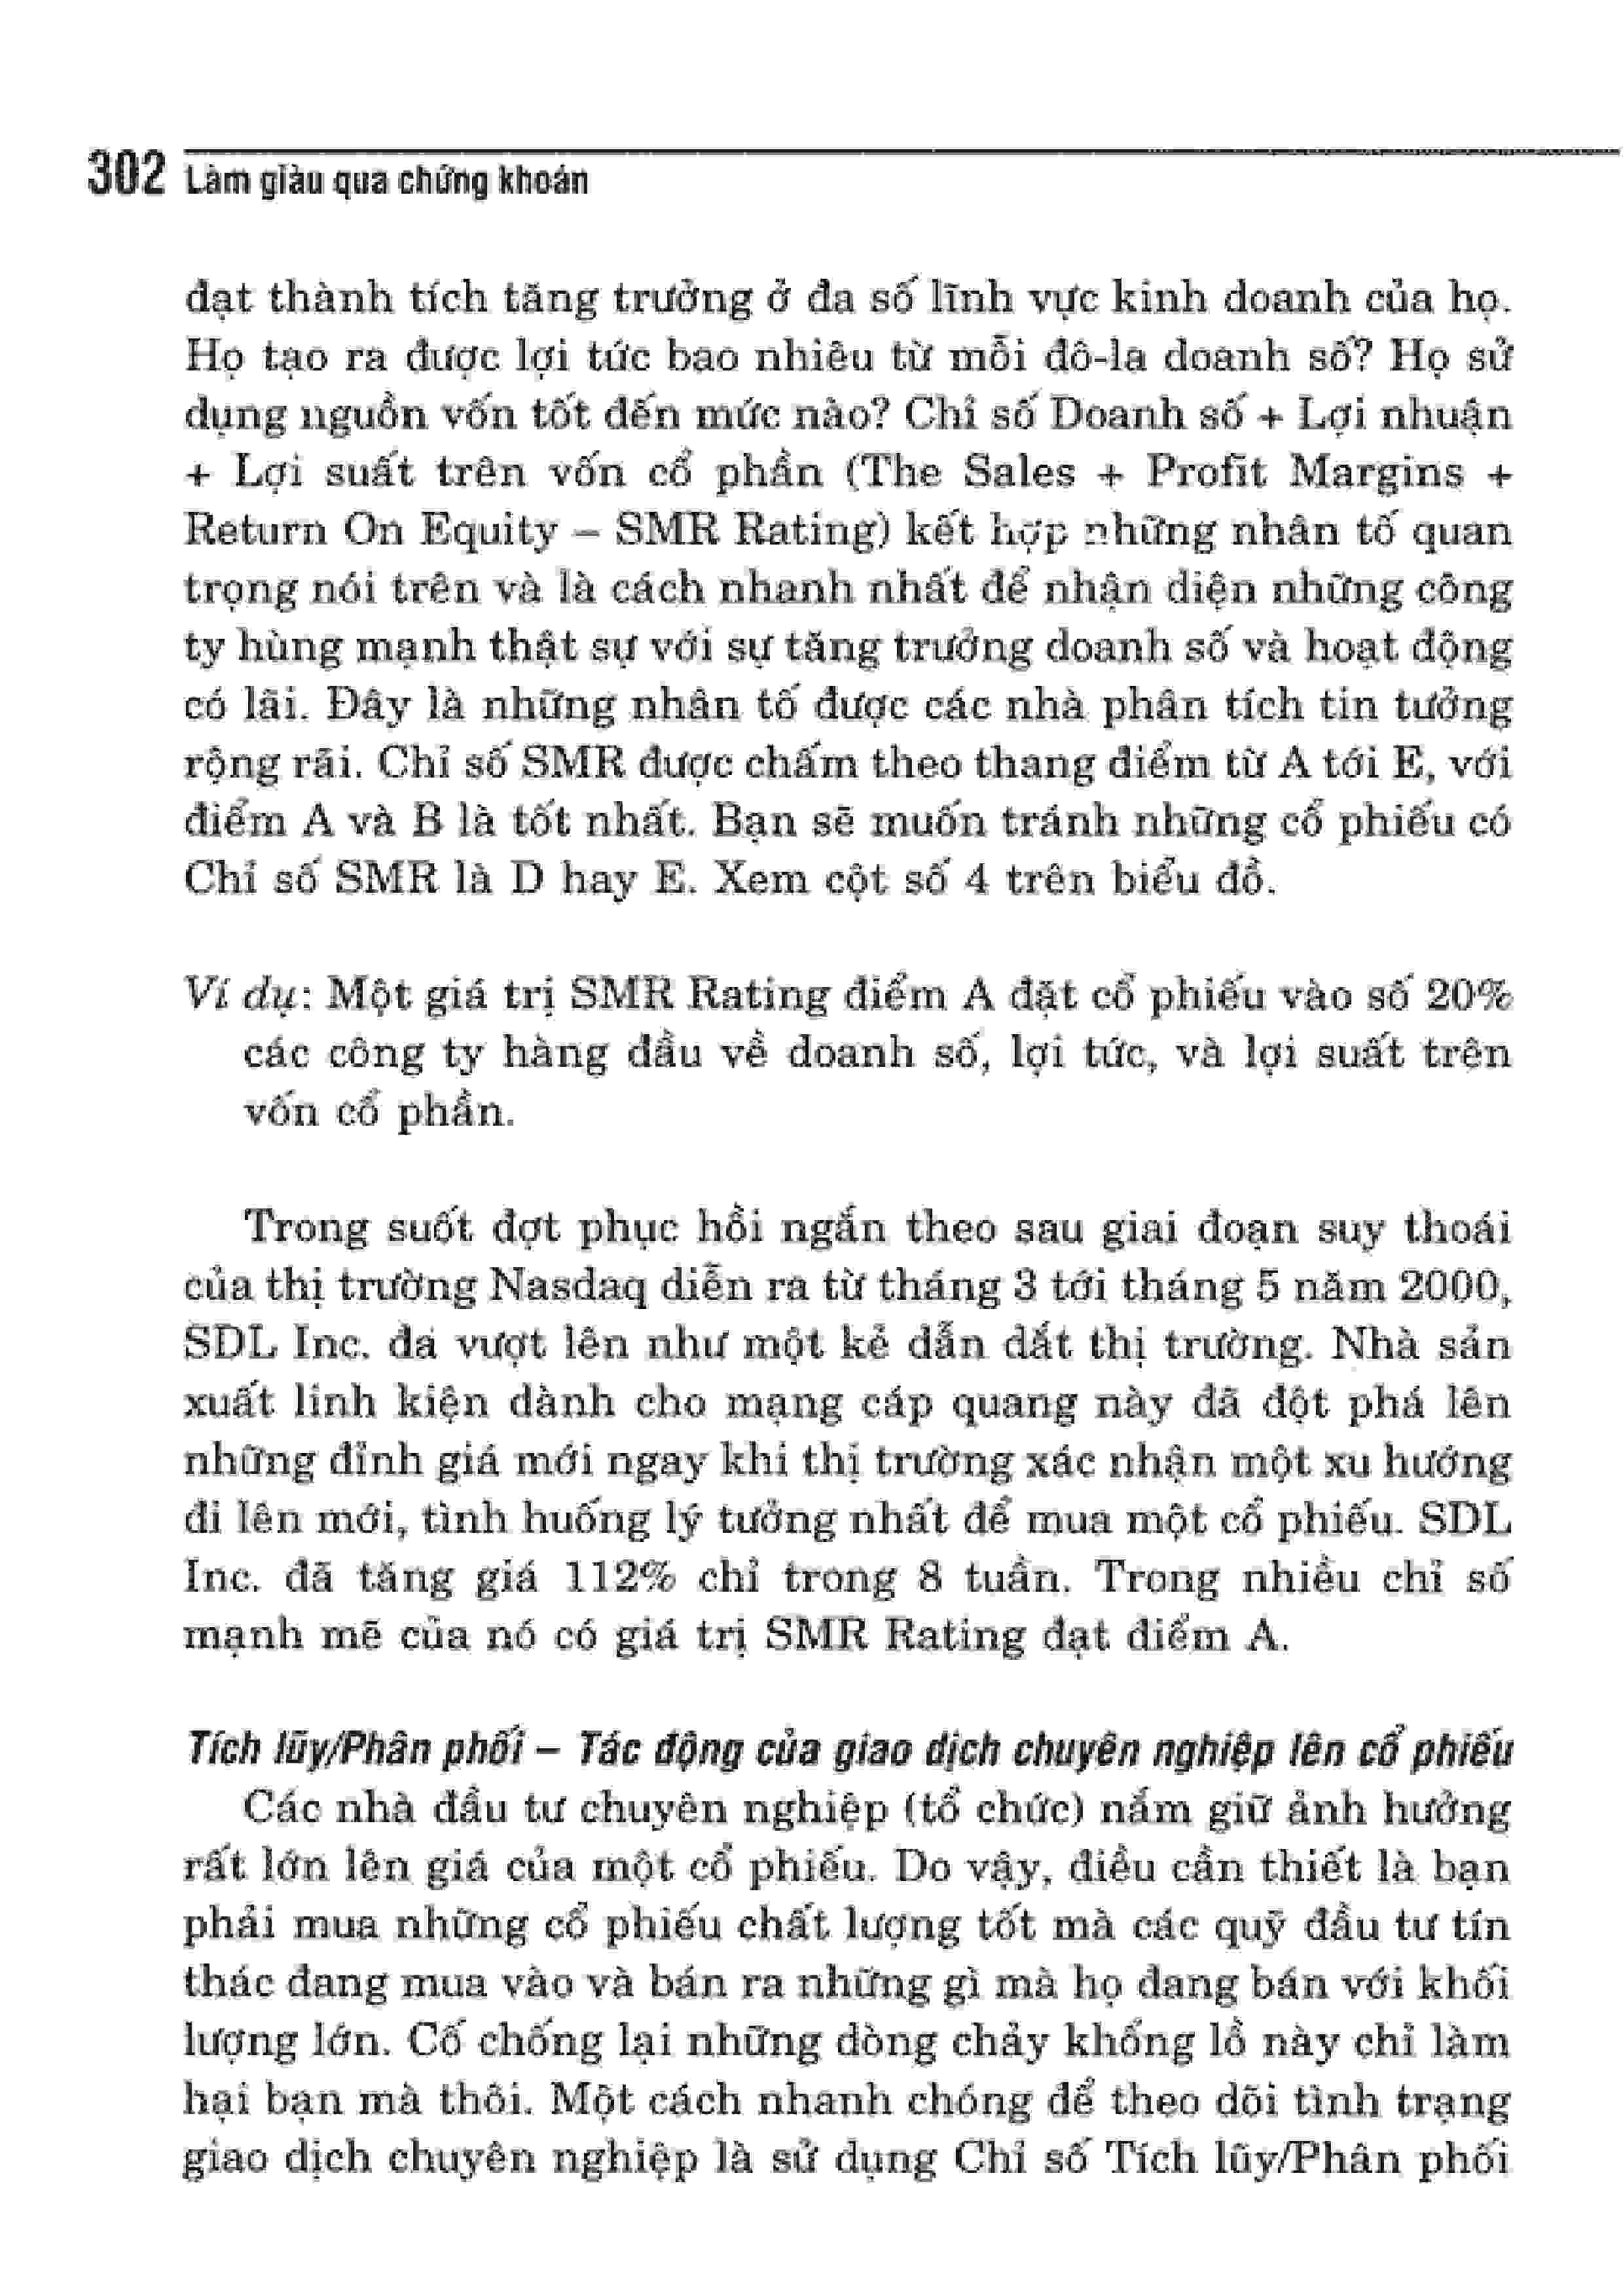 302 Làm giàu qua chứng khoán
đạt thành tích tăng trưởng ở đa số lĩnh vực kinh doanh của họ.
Họ tạo ra được lợi tức bao nhiêu từ mỗi đô-la doanh số? Họ sử
dụng nguồn vốn tốt đến mức nào? Chỉ số Doanh số + Lợi nhuận
+ Lợi suất trên vốn cổ phần (The Sales + Profit Margins +
Return On Equity – SMR Rating) kết hợp những nhân tố quan
trọng nói trên và là cách nhanh nhất để nhận diện những công
ty hùng mạnh thật sự với sự tăng trưởng doanh số và hoạt động
có lãi. Đây là những nhân tố được các nhà phân tích tin tưởng
rộng rãi. Chỉ số SMR được chấm theo thang điểm từ A tới E, với
điểm A và B là tốt nhất. Bạn sẽ muốn tránh những cổ phiếu có
Chỉ số SMR là D hay E. Xem cột số 4 trên biểu đồ.
Ví dụ: Một giá trị SMR Rating điểm A đặt cổ phiếu vào số 20%
các công ty hàng đầu về doanh số, lợi tức, và lợi suất trên
vốn cổ phần.
Trong suốt đợt phục hồi ngắn theo sau giai đoạn suy thoái
của thị trường Nasdaq diễn ra từ tháng 3 tới tháng 5 năm 2000,
SDL Inc. đã vượt lên như một kẻ dẫn dắt thị trường. Nhà sản
xuất linh kiện dành cho mạng cáp quang này đã đột phá lên
những đỉnh giá mới ngay khi thị trường xác nhận một xu hướng
đi lên mới, tình huống lý tưởng nhất để mua một cổ phiếu. SDL
Inc. đã tăng giá 112% chỉ trong 8 tuần. Trong nhiều chỉ số
mạnh mẽ của nó có giá trị SMR Rating đạt điểm A.
Tích lũy/Phân phối – Tác động của giao dịch chuyên nghiệp lên cổ phiếu
Các nhà đầu tư chuyên nghiệp (tổ chức) nắm giữ ảnh hưởng
rất lớn lên giá của một cổ phiếu. Do vậy, điều cần thiết là bạn
phải mua những cổ phiếu chất lượng tốt mà các quỹ đầu tư tín
thác đang mua vào và bán ra những gì mà họ đang bán với khối
lượng lớn. Cố chống lại những dòng chảy khổng lồ này chỉ làm
hại bạn mà thôi. Một cách nhanh chóng để theo dõi tình trạng
giao dịch chuyên nghiệp là sử dụng Chỉ số Tích lũy/Phân phối